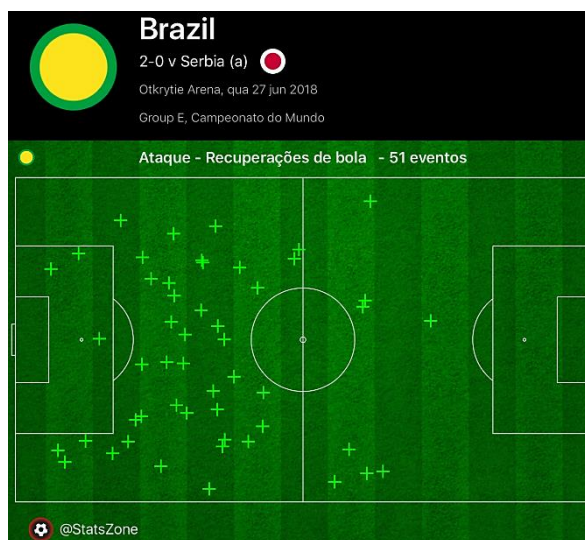 Brazil
2-0 v Serbia (a)
Otkrytie Arena, qua 27 jun 2018
Group E, Campeonato do Mundo
Ataque - Recuperações de bola - 51 eventos
@StatsZone